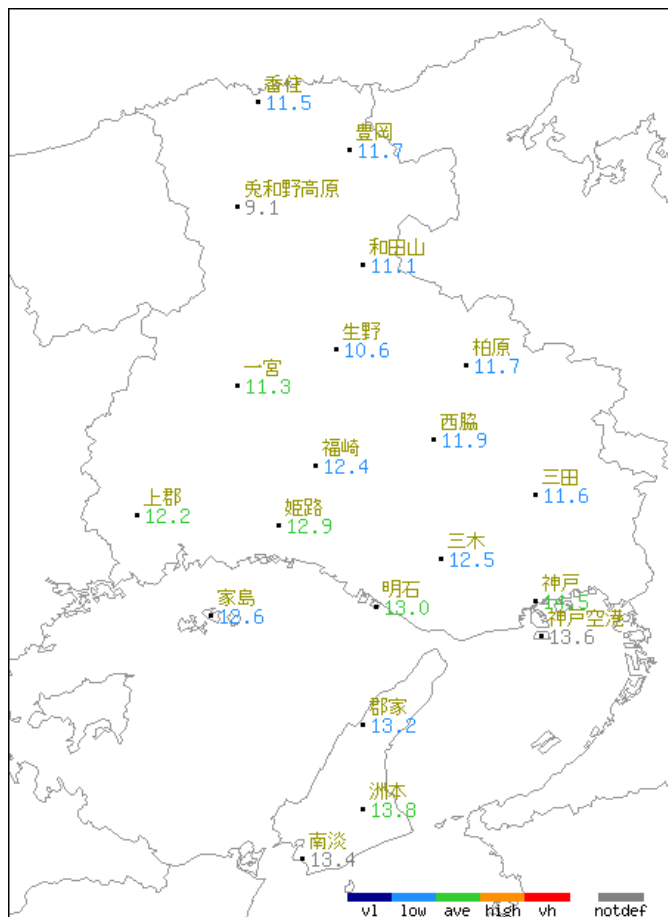 香住
11.5
豊岡
11.7
兎和野高原
9.1
和田山
11.1
生野
10.6
柏原
11.7
一宮
11.3
西脇
11.9
福崎
12.4
三田
11.6
上郡
12.2
姫路
12.9
三木
12.5
家島
明石
13.0
神戸
14.5
神戸空港
13.6
郡家
13.2
洲本
13.8
南淡
13.4
vl low ave high vh notdef